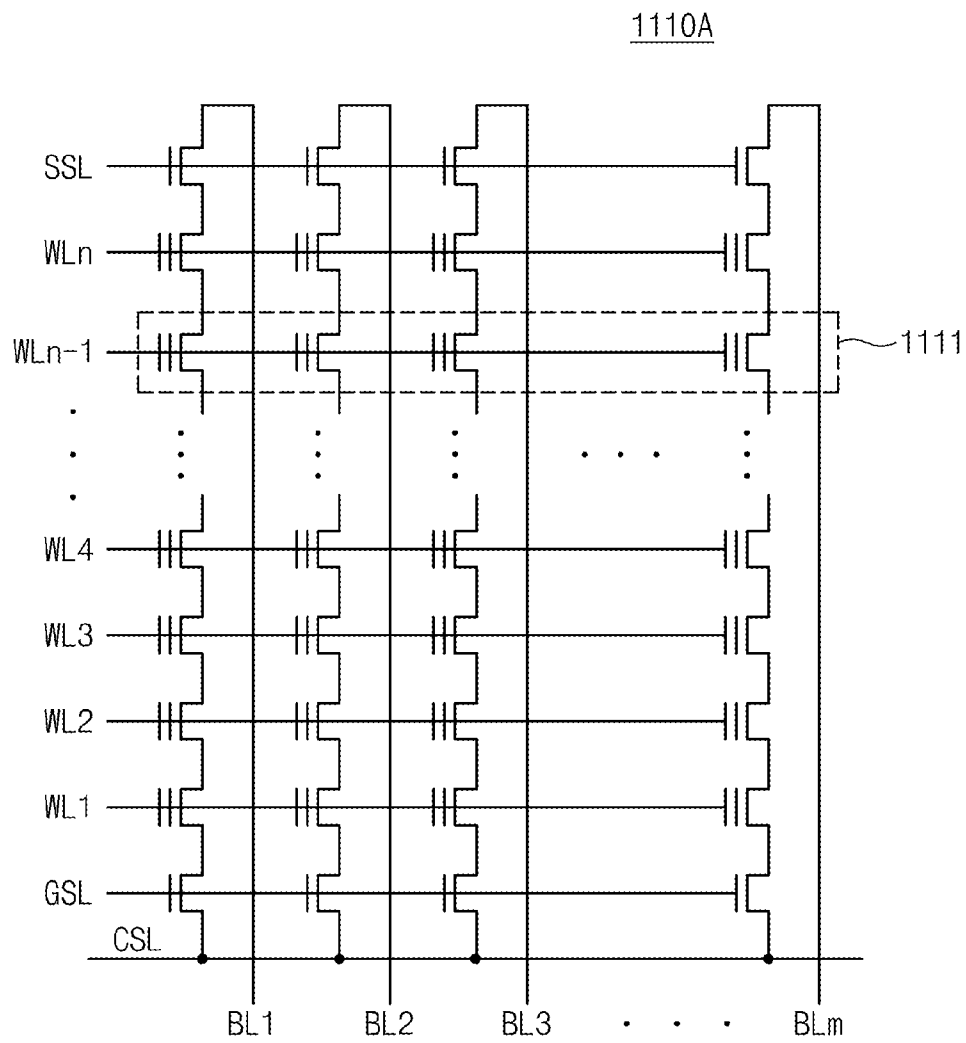 1110A
SSL
WLn
WLn-1
1111
WL4
WL3
WL2
WL1
GSL
CSL
BL1 BL2 BL3 . . . BLm